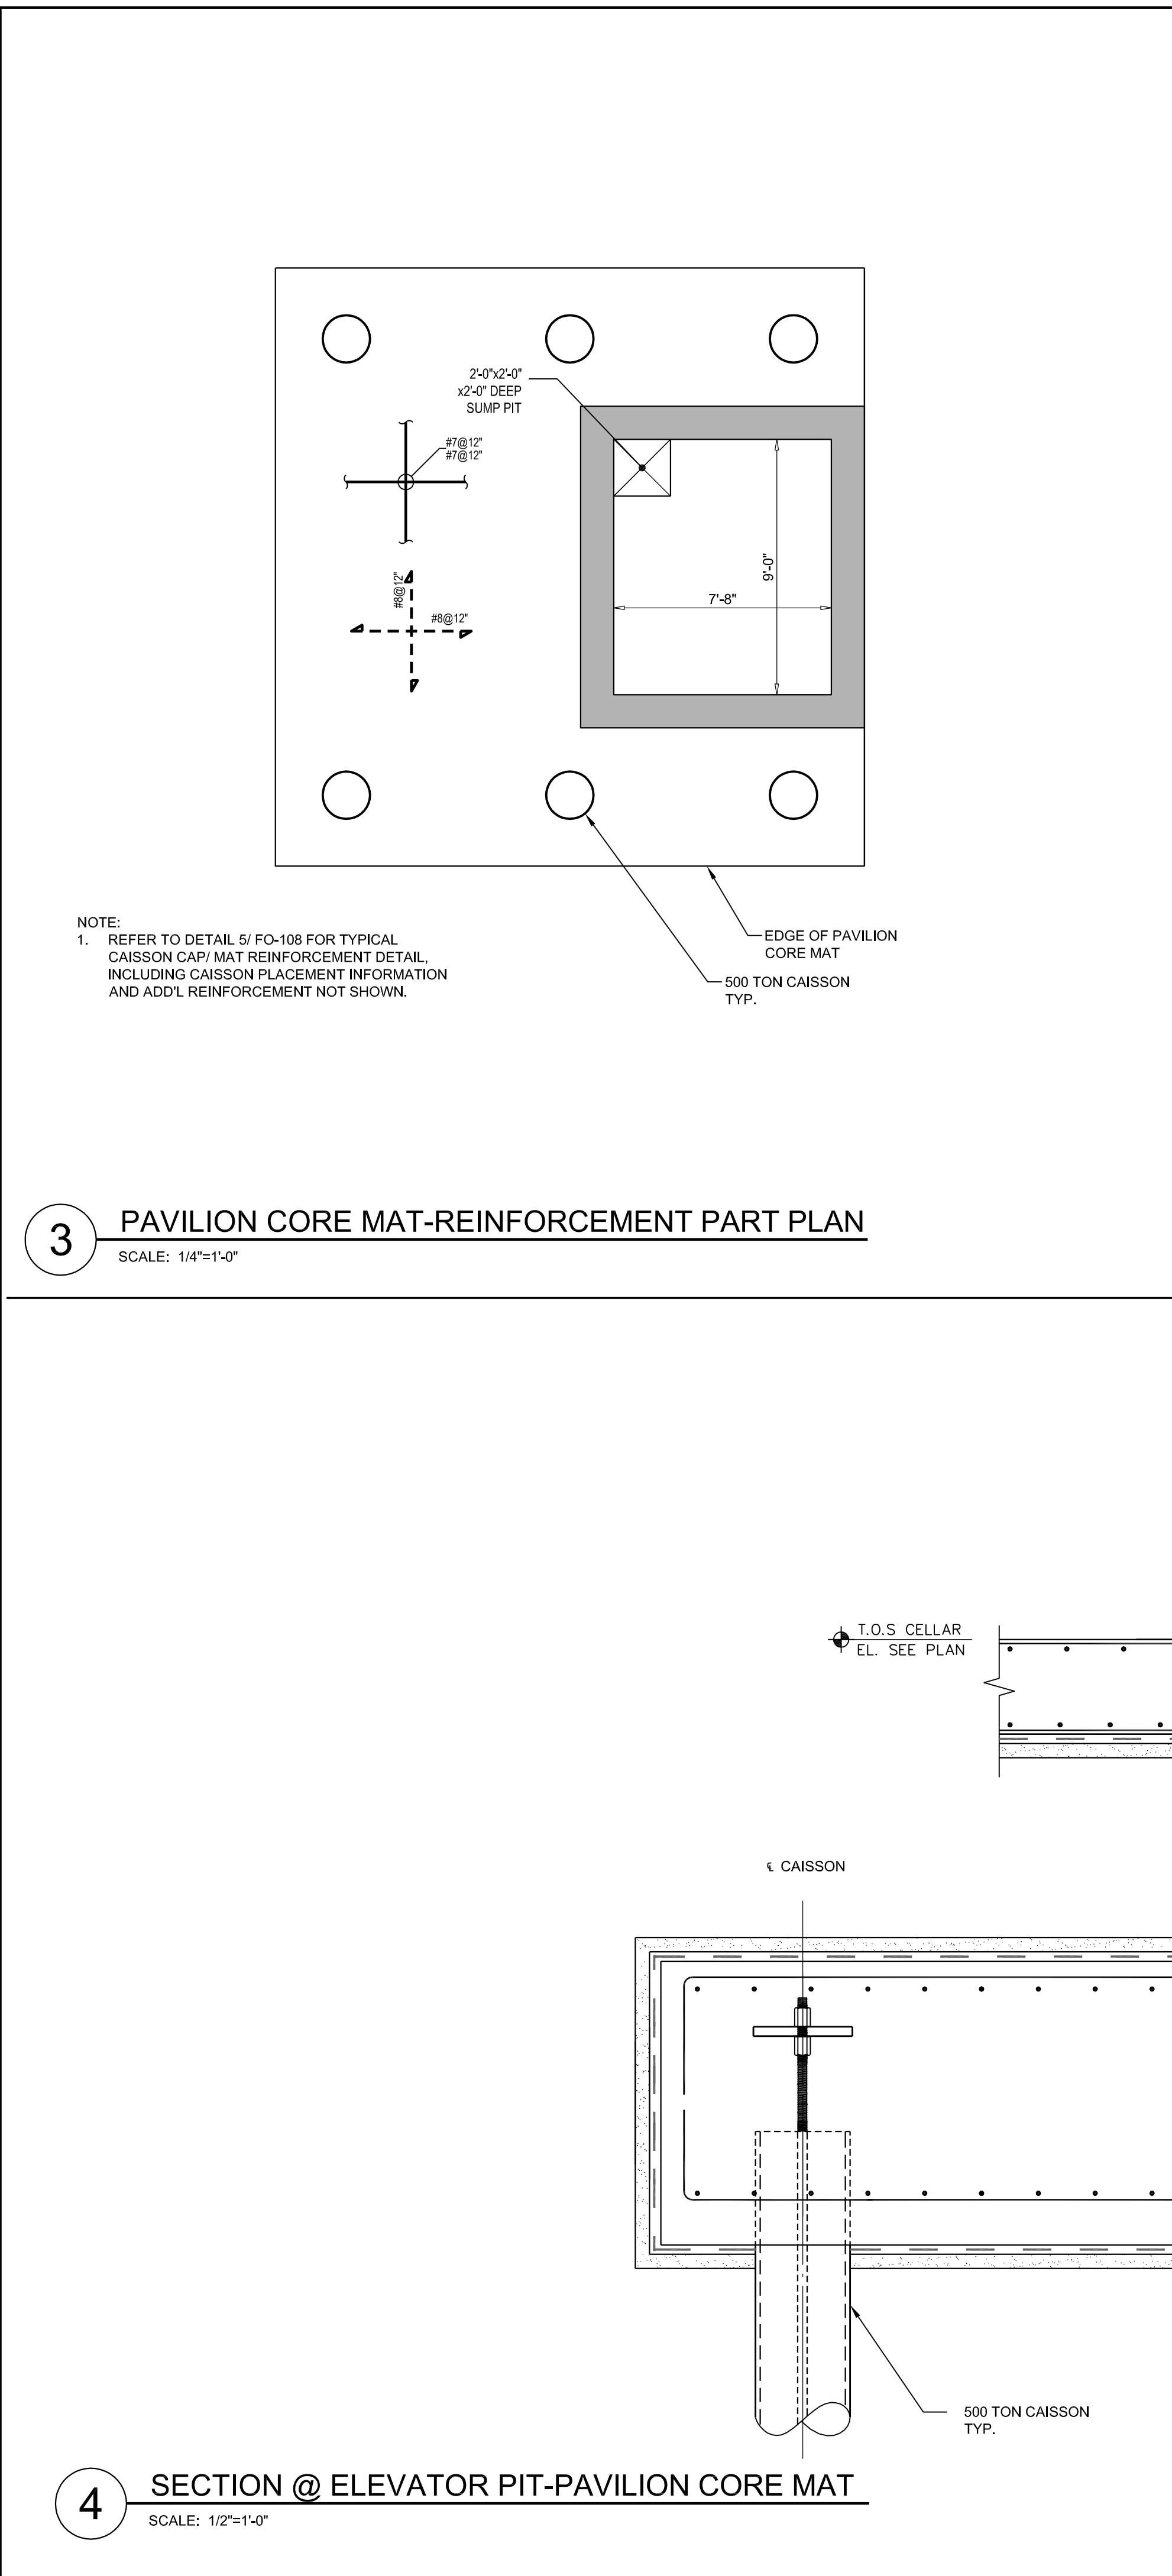 2'-0"x2'-0"
x2'-0" DEEP
SUMP PIT
#7@12"
#7@12"
#8@12"
#8@12"
9'-0"
7'-8"
EDGE OF PAVILION
CORE MAT
500 TON CAISSON
TYP.
NOTE:
1. REFER TO DETAIL 5/ FO-108 FOR TYPICAL
CAISSON CAP/ MAT REINFORCEMENT DETAIL,
INCLUDING CAISSON PLACEMENT INFORMATION
AND ADD'L REINFORCEMENT NOT SHOWN.
3
PAVILION CORE MAT-REINFORCEMENT PART PLAN
SCALE: 1/4"=1'-0"
T.O.S CELLAR
EL. SEE PLAN
℄ CAISSON
500 TON CAISSON
TYP.
4
SECTION @ ELEVATOR PIT-PAVILION CORE MAT
SCALE: 1/2"=1'-0"